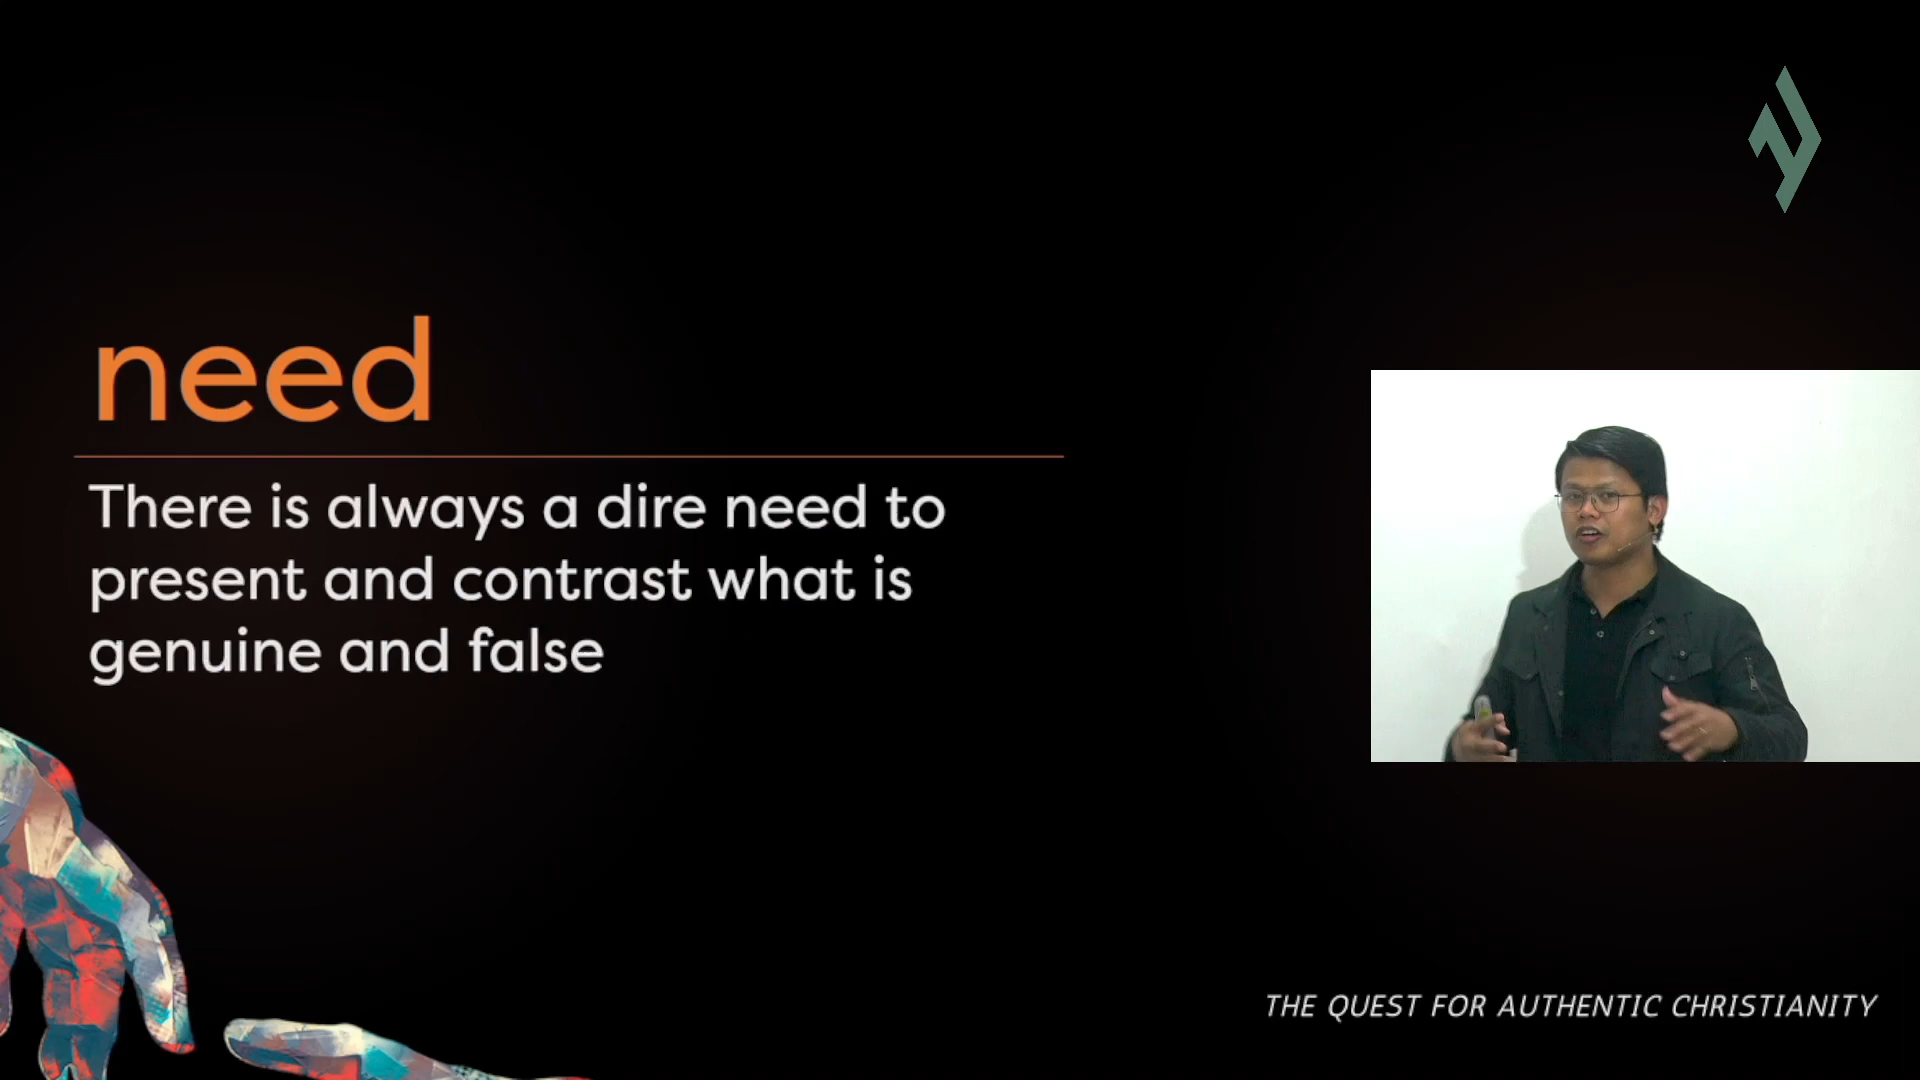 need
There is always a dire need to
present and contrast what is
genuine and false
THE QUEST FOR AUTHENTIC CHRISTIANITY